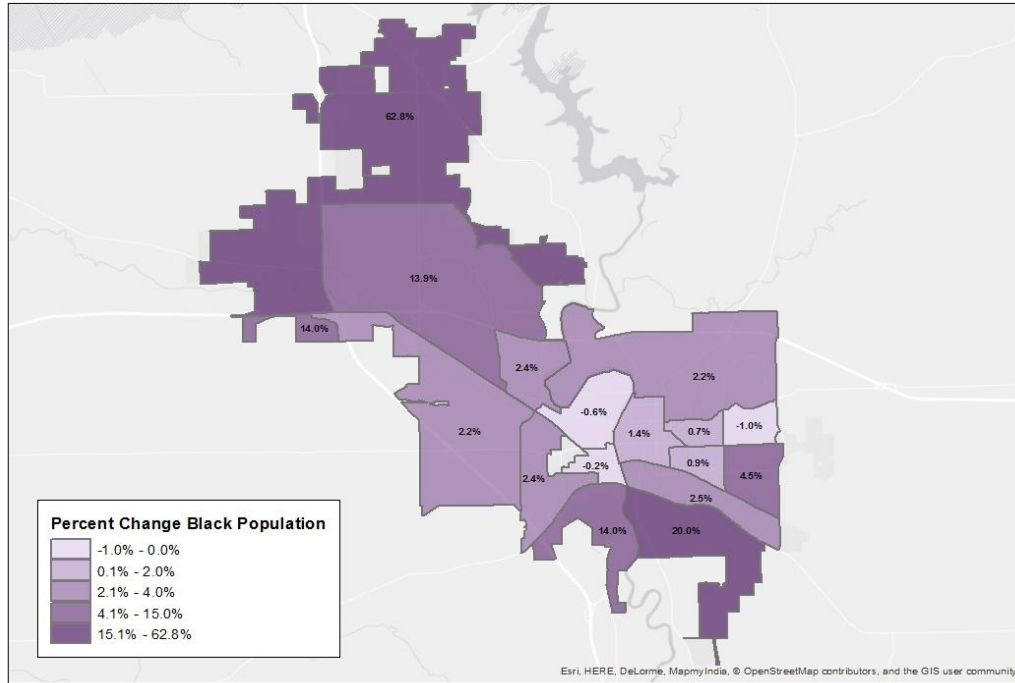 62.8%
13.9%
14.0%
2.4%
2.2%
-0.6%
2.2%
1.4%
0.7%
-1.0%
-0.2%
0.9%
2.4%
4.5%
2.5%
14.0%
20.0%
Percent Change Black Population
-1.0% - 0.0%
0.1% - 2.0%
2.1% - 4.0%
4.1% - 15.0%
15.1% - 62.8%
Esri, HERE, DeLorme, MapmyIndia, © OpenStreetMap contributors, and the GIS user community